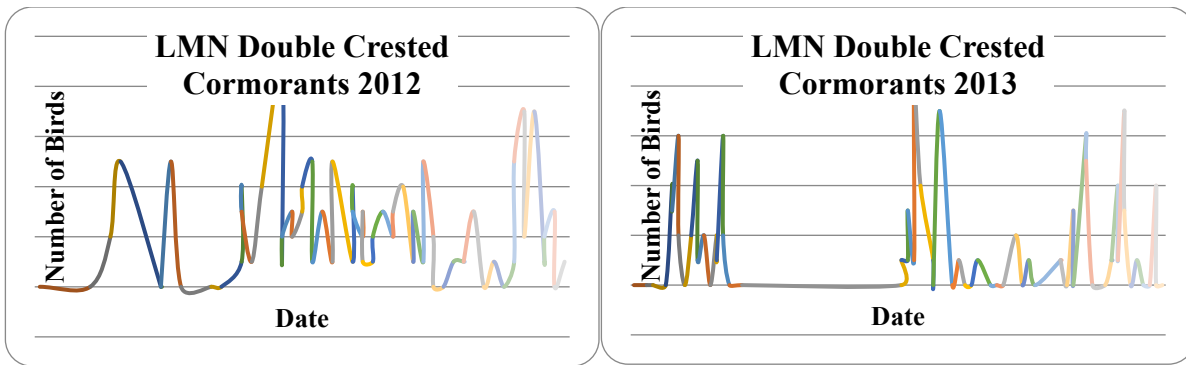 LMN Double Crested
Cormorants 2012
Number of Birds
Date
LMN Double Crested
Cormorants 2013
Number of Birds
Date